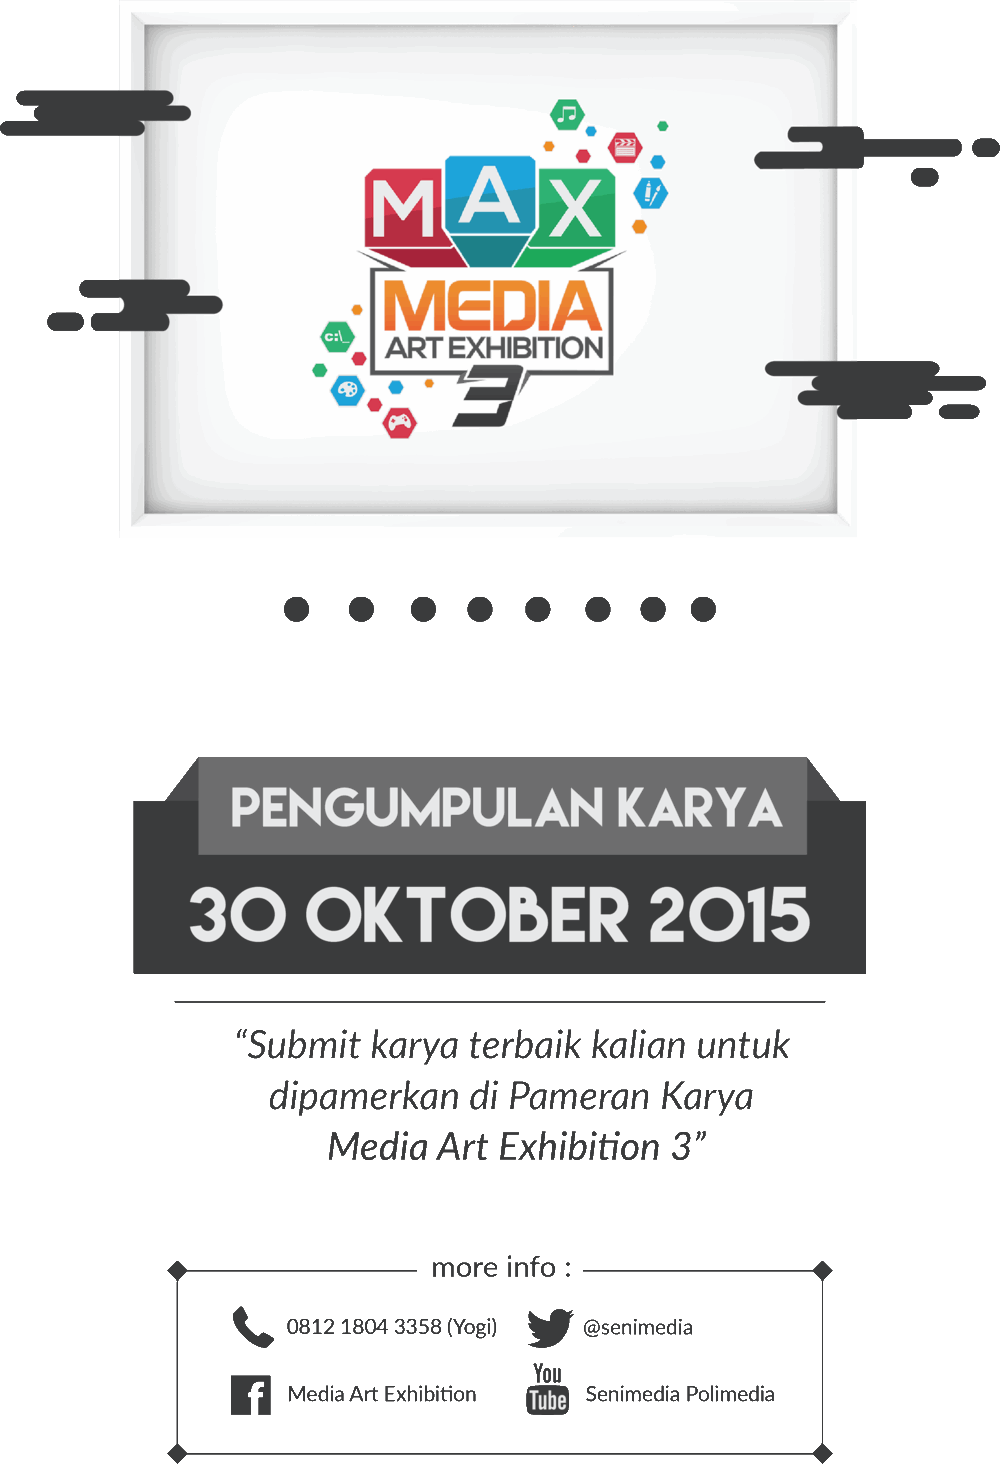 MAX
MEDIA
ART EXHIBITION
3
C:\_
PENGUMPULAN KARYA
30 OKTOBER 2015
“Submit karya terbaik kalian untuk
dipamerkan di Pameran Karya
Media Art Exhibition 3”
more info :
0812 1804 3358 (Yogi)
@senimedia
Media Art Exhibition
You Tube
Senimedia Polimedia